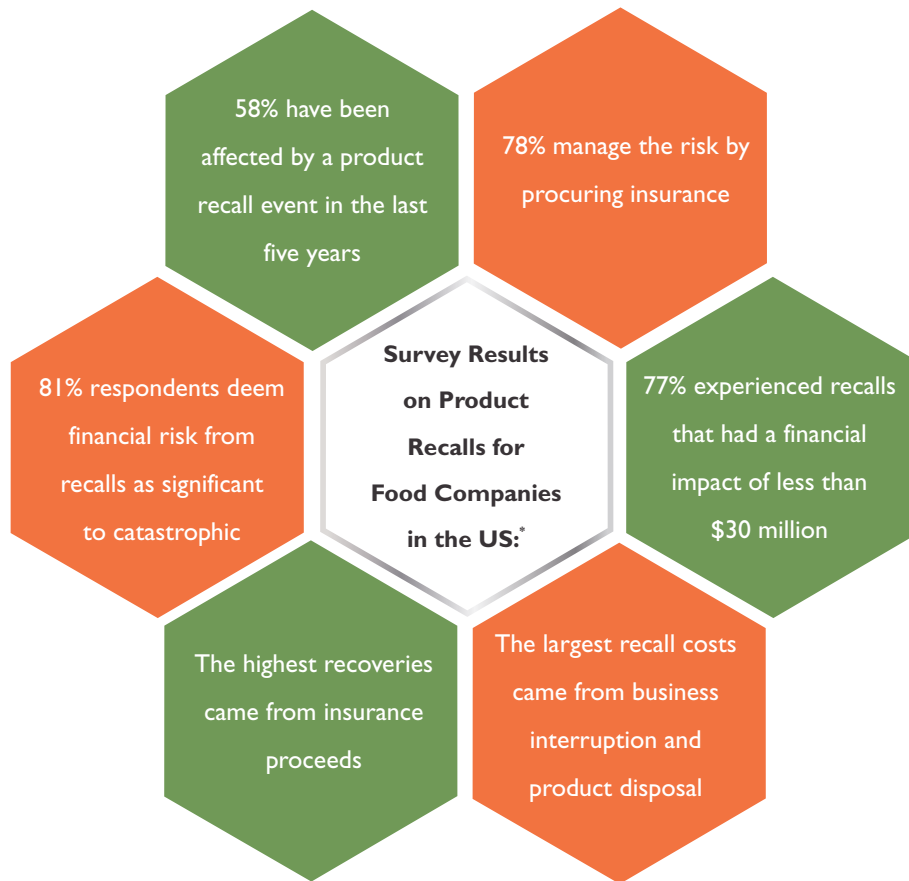 58% have been
affected by a product
recall event in the last
five years
78% manage the risk by
procuring insurance
81% respondents deem
financial risk from
recalls as significant
to catastrophic
Survey Results
on Product
Recalls for
Food Companies
in the US:*
77% experienced recalls
that had a financial
impact of less than
$30 million
The highest recoveries
came from insurance
proceeds
The largest recall costs
came from business
interruption and
product disposal